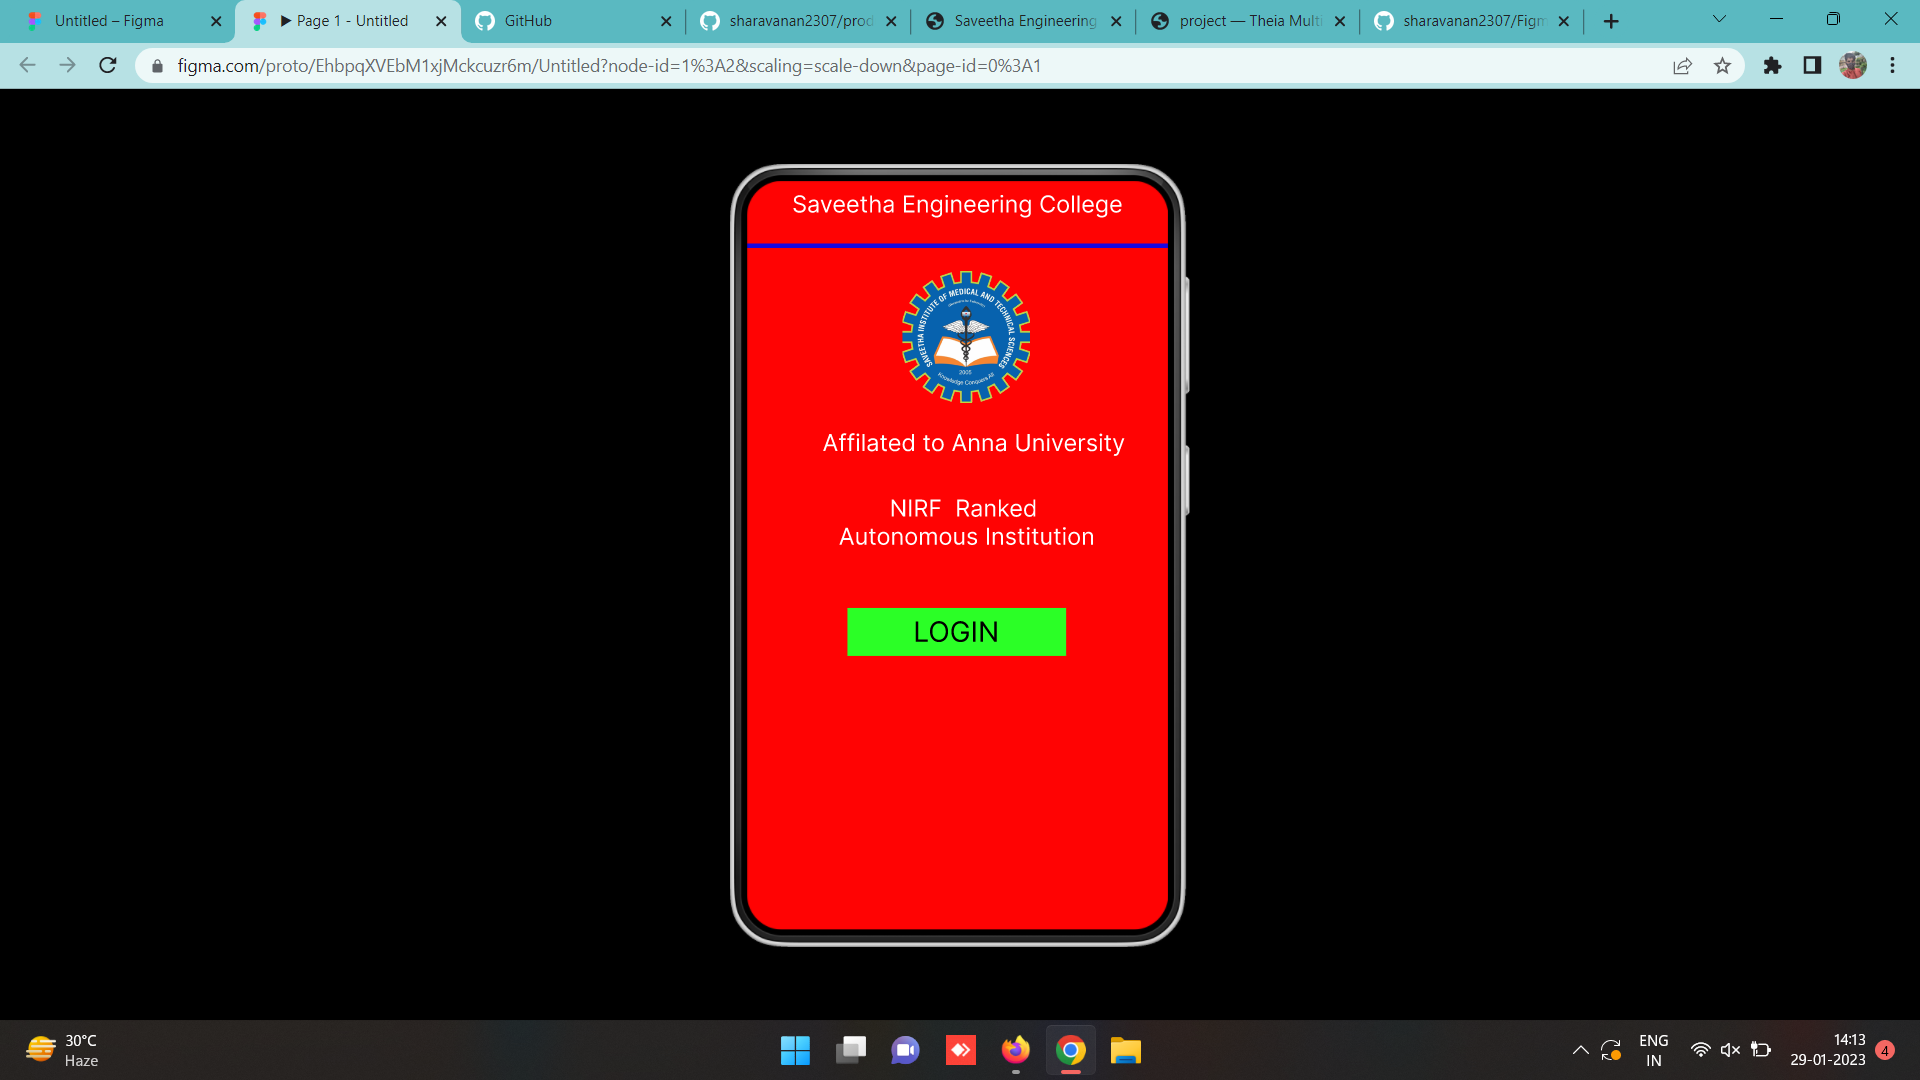 Untitled – Figma
Page 1 - Untitled
GitHub
sharavanan2307/prod
Saveetha Engineering
project — Theia Multi
sharavanan2307/Figm
figma.com/proto/EhbpqXVEbM1xjMckcuzr6m/Untitled?node-id=1%3A2&scaling=scale-down&page-id=0%3A1
Saveetha Engineering College
SAVEETHA INSTITUTE OF MEDICAL AND TECHNICAL SCIENCES
2005
Knowledge Conquers All
Affilated to Anna University
NIRF  Ranked
Autonomous Institution
LOGIN
30°C
Haze
ENG
IN
14:13
29-01-2023
4